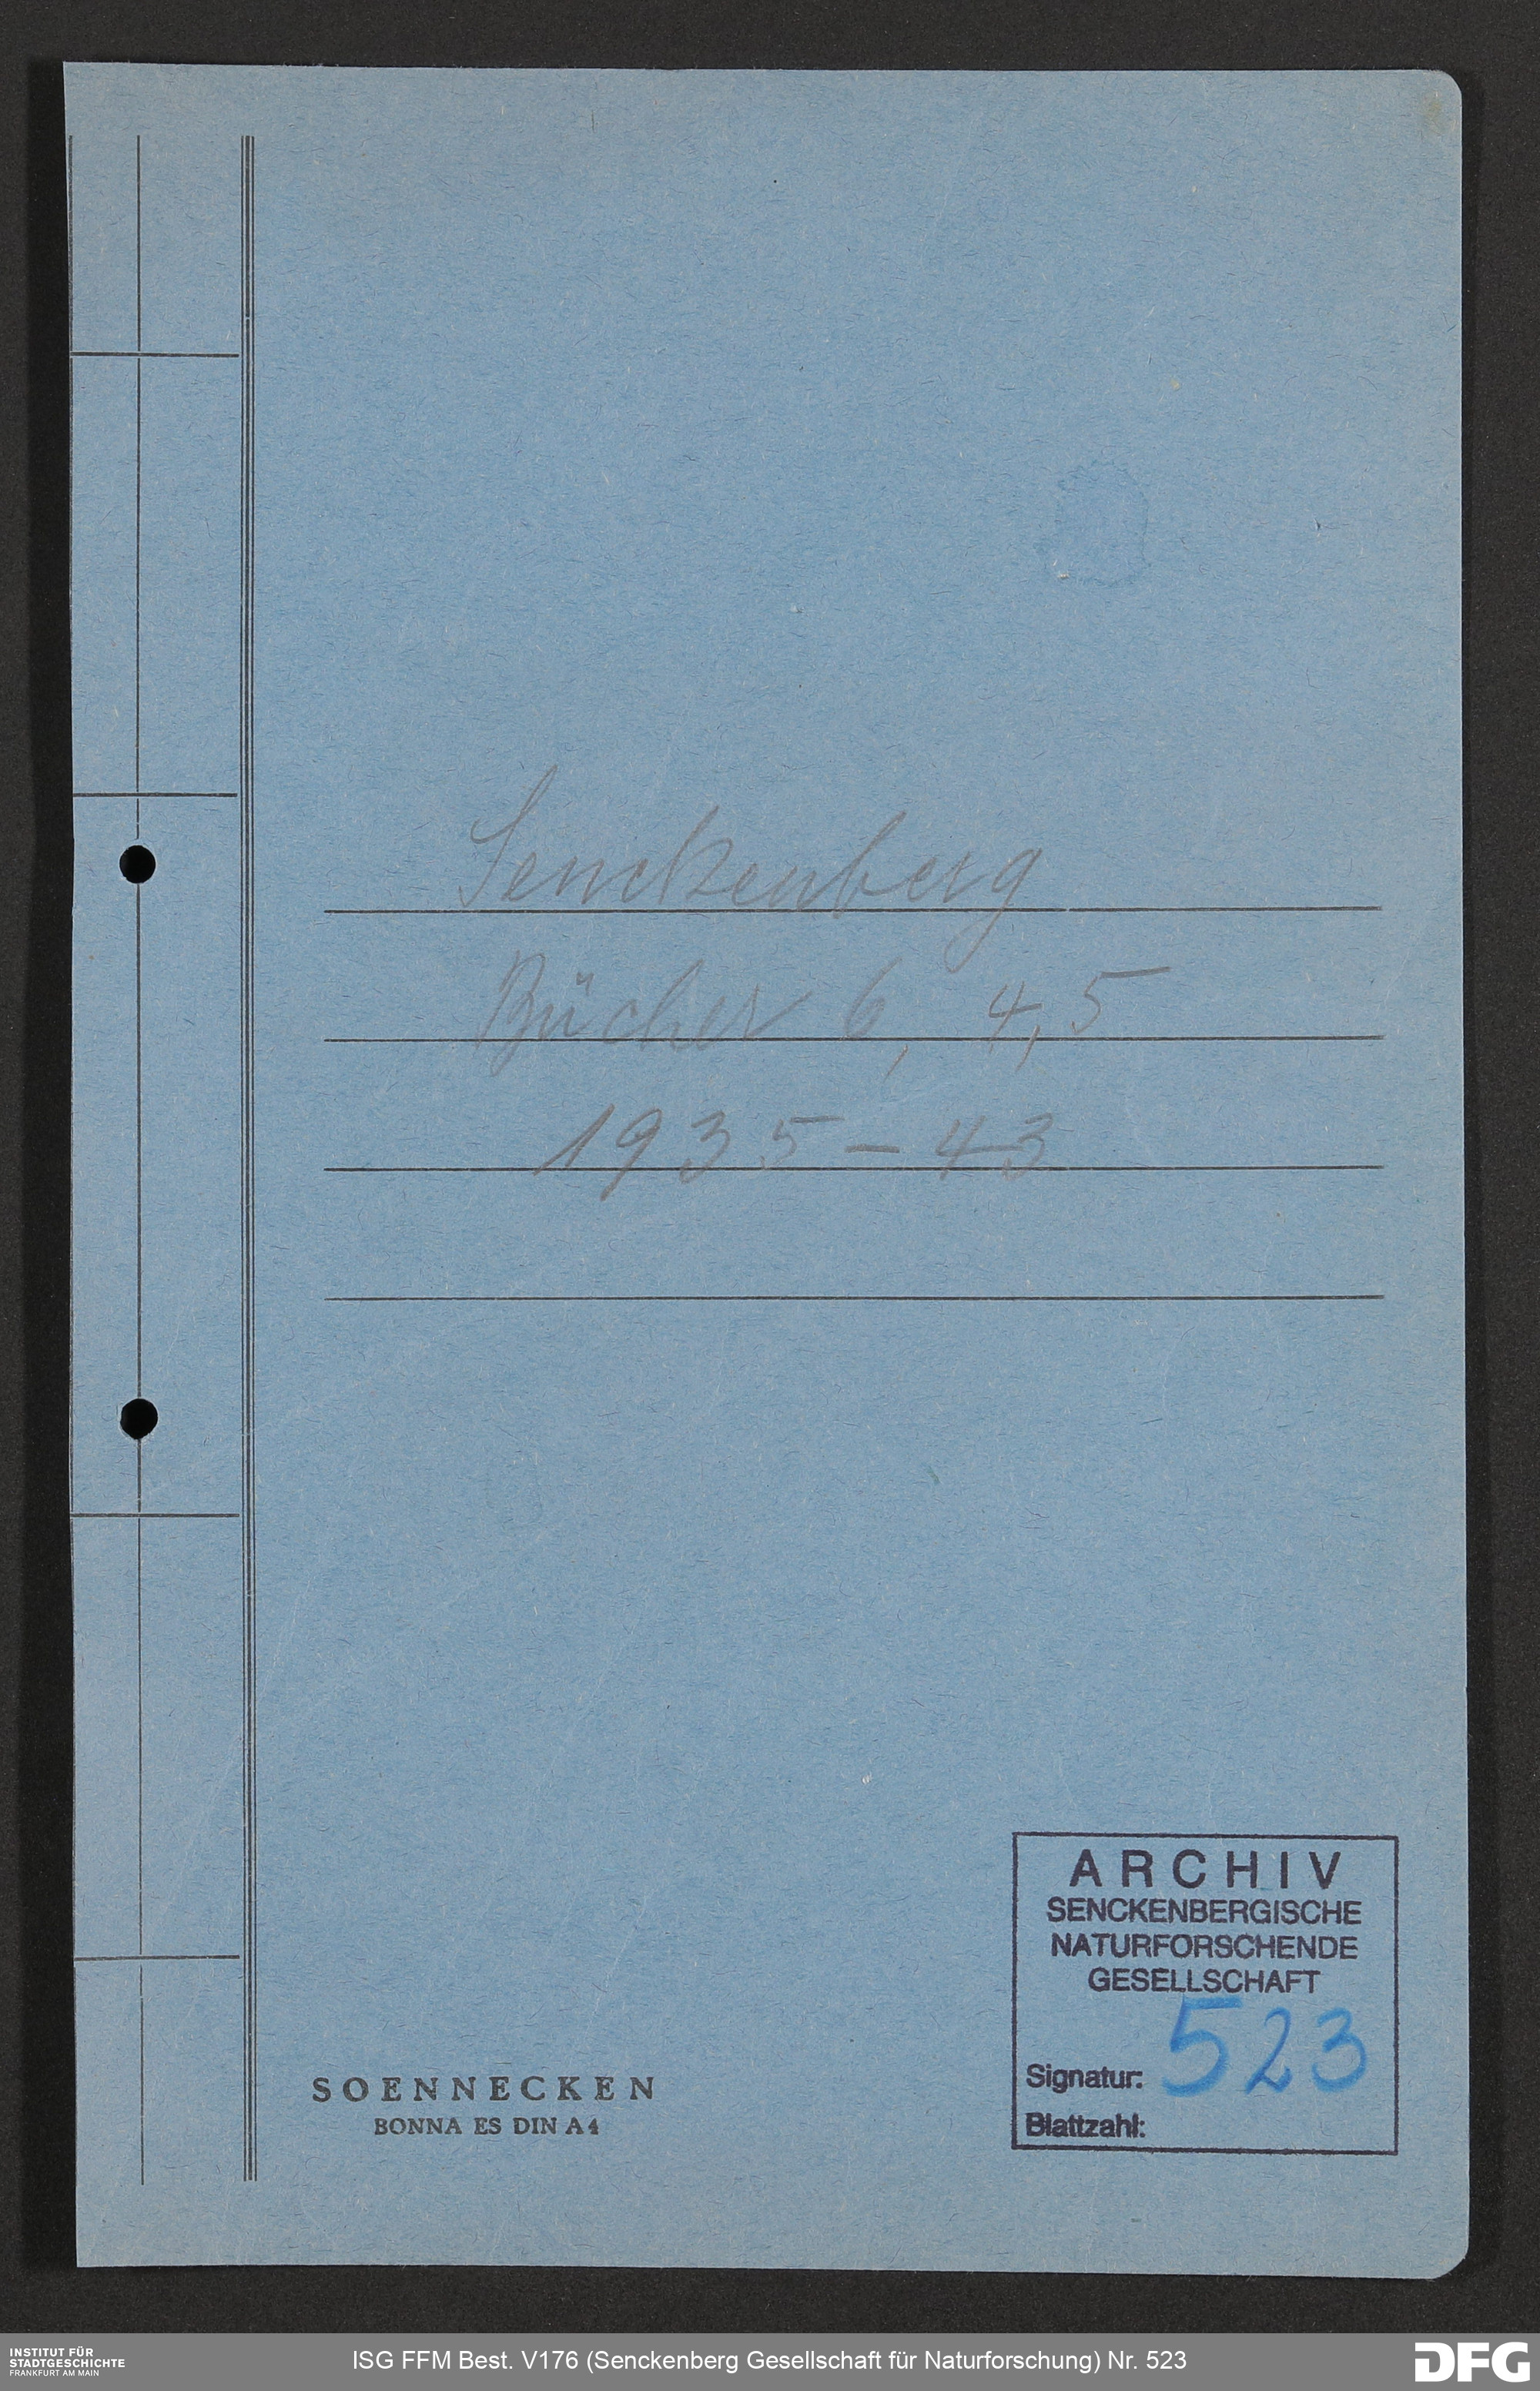 Senckenberg
Bücher 6, 4, 5
1935 - 43
ARCHIV
SENCKENBERGISCHE
NATURFORSCHENDE
GESELLSCHAFT
Signatur: 523
Blattzahl:
SOENNECKEN
BONNA ES DIN A4
INSTITUT FÜR
STADTGESCHICHTE
FRANKFURT AM MAIN
ISG FFM Best. V176 (Senckenberg Gesellschaft für Naturforschung) Nr. 523
DFG